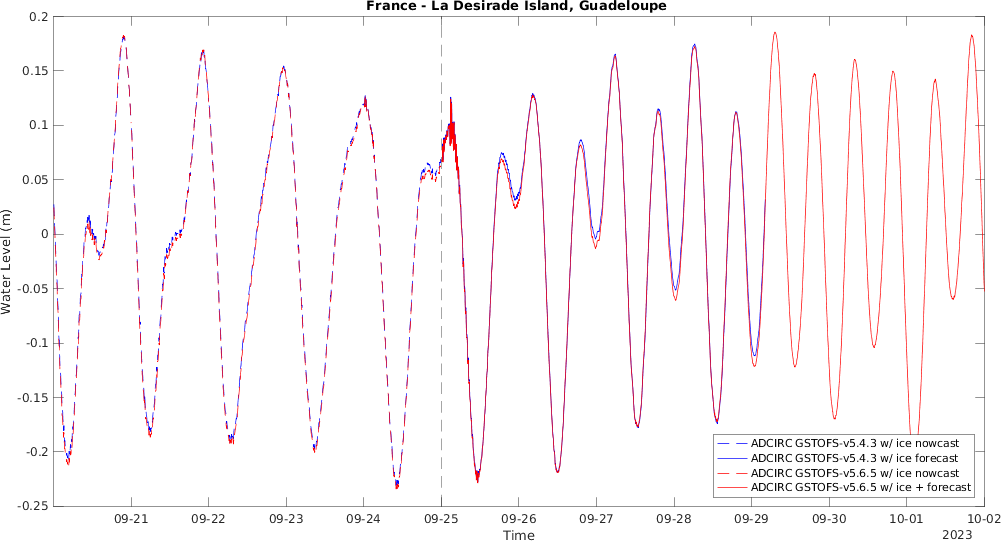 France - La Desirade Island, Guadeloupe
0.2
0.15
0.1
0.05
0
-0.05
-0.1
-0.15
-0.2
-0.25
Water Level (m)
ADCIRC GSTOFS-v5.4.3 w/ ice nowcast
ADCIRC GSTOFS-v5.4.3 w/ ice forecast
ADCIRC GSTOFS-v5.6.5 w/ ice nowcast
ADCIRC GSTOFS-v5.6.5 w/ ice + forecast
09-21 09-22 09-23 09-24 09-25 09-26 09-27 09-28 09-29 09-30 10-01 10-02
Time 2023